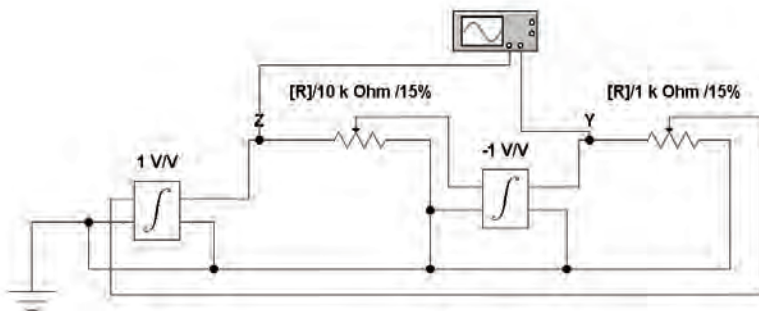 [R]/10 k Ohm /15%
[R]/1 k Ohm /15%
Z
Y
1 V/V
-1 V/V